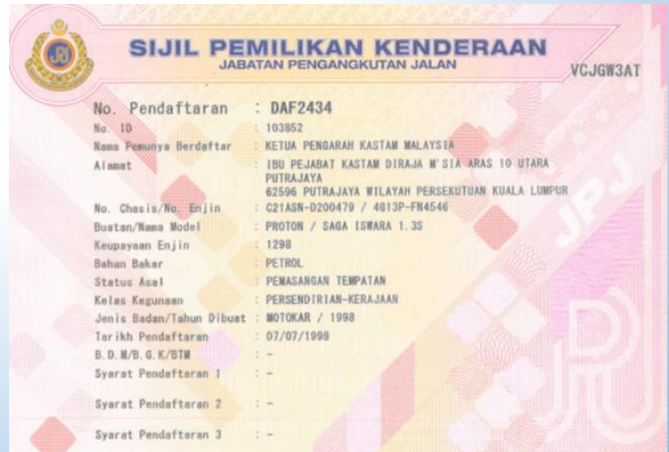 SIJIL PEMILIKAN KENDERAAN
JABATAN PENGANGKUTAN JALAN
VCJGW3AT
No. Pendaftaran : DAF2434
No. ID : 103852
Nama Pemunya Berdaftar : KETUA PENGARAH KASTAM MALAYSIA
Alamat : IBU PEJABAT KASTAM DIRAJA M'SIA ARAS 10 UTARA
PUTRAJAYA
62596 PUTRAJAYA WILAYAH PERSEKUTUAN KUALA LUMPUR
No. Chasis/No. Enjin : C21ASN-D200479 / 4G13P-FN4546
Buatan/Nama Model : PROTON / SAGA ISWARA 1.3S
Keupayaan Enjin : 1298
Bahan Bakar : PETROL
Status Asal : PEMASANGAN TEMPATAN
Kelas Kegunaan : PERSENDIRIAN-KERAJAAN
Jenis Badan/Tahun Dibuat : MOTOKAR / 1998
Tarikh Pendaftaran : 07/07/1998
B.D.M/B.G.K/BTM : -
Syarat Pendaftaran 1 : -
Syarat Pendaftaran 2 : -
Syarat Pendaftaran 3 : -
JPJ